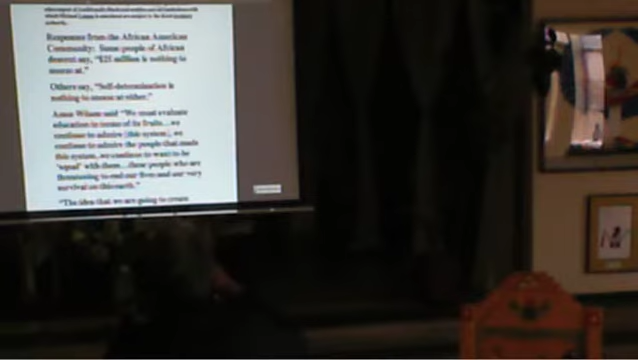 Responses from the African American
Community: Some people of African
descent say, "$25 million is nothing to
sneeze at."
Others say, "Self-determination is
nothing to sneeze at either."
Amos Wilson said "We must evaluate
education in terms of its fruits...we
continue to admire [this system], we
continue to admire the people that made
this system, we continue to want to be
'equal' with them...these people who are
threatening to end our lives and our very
survival on this earth."
"The idea that we are going to create